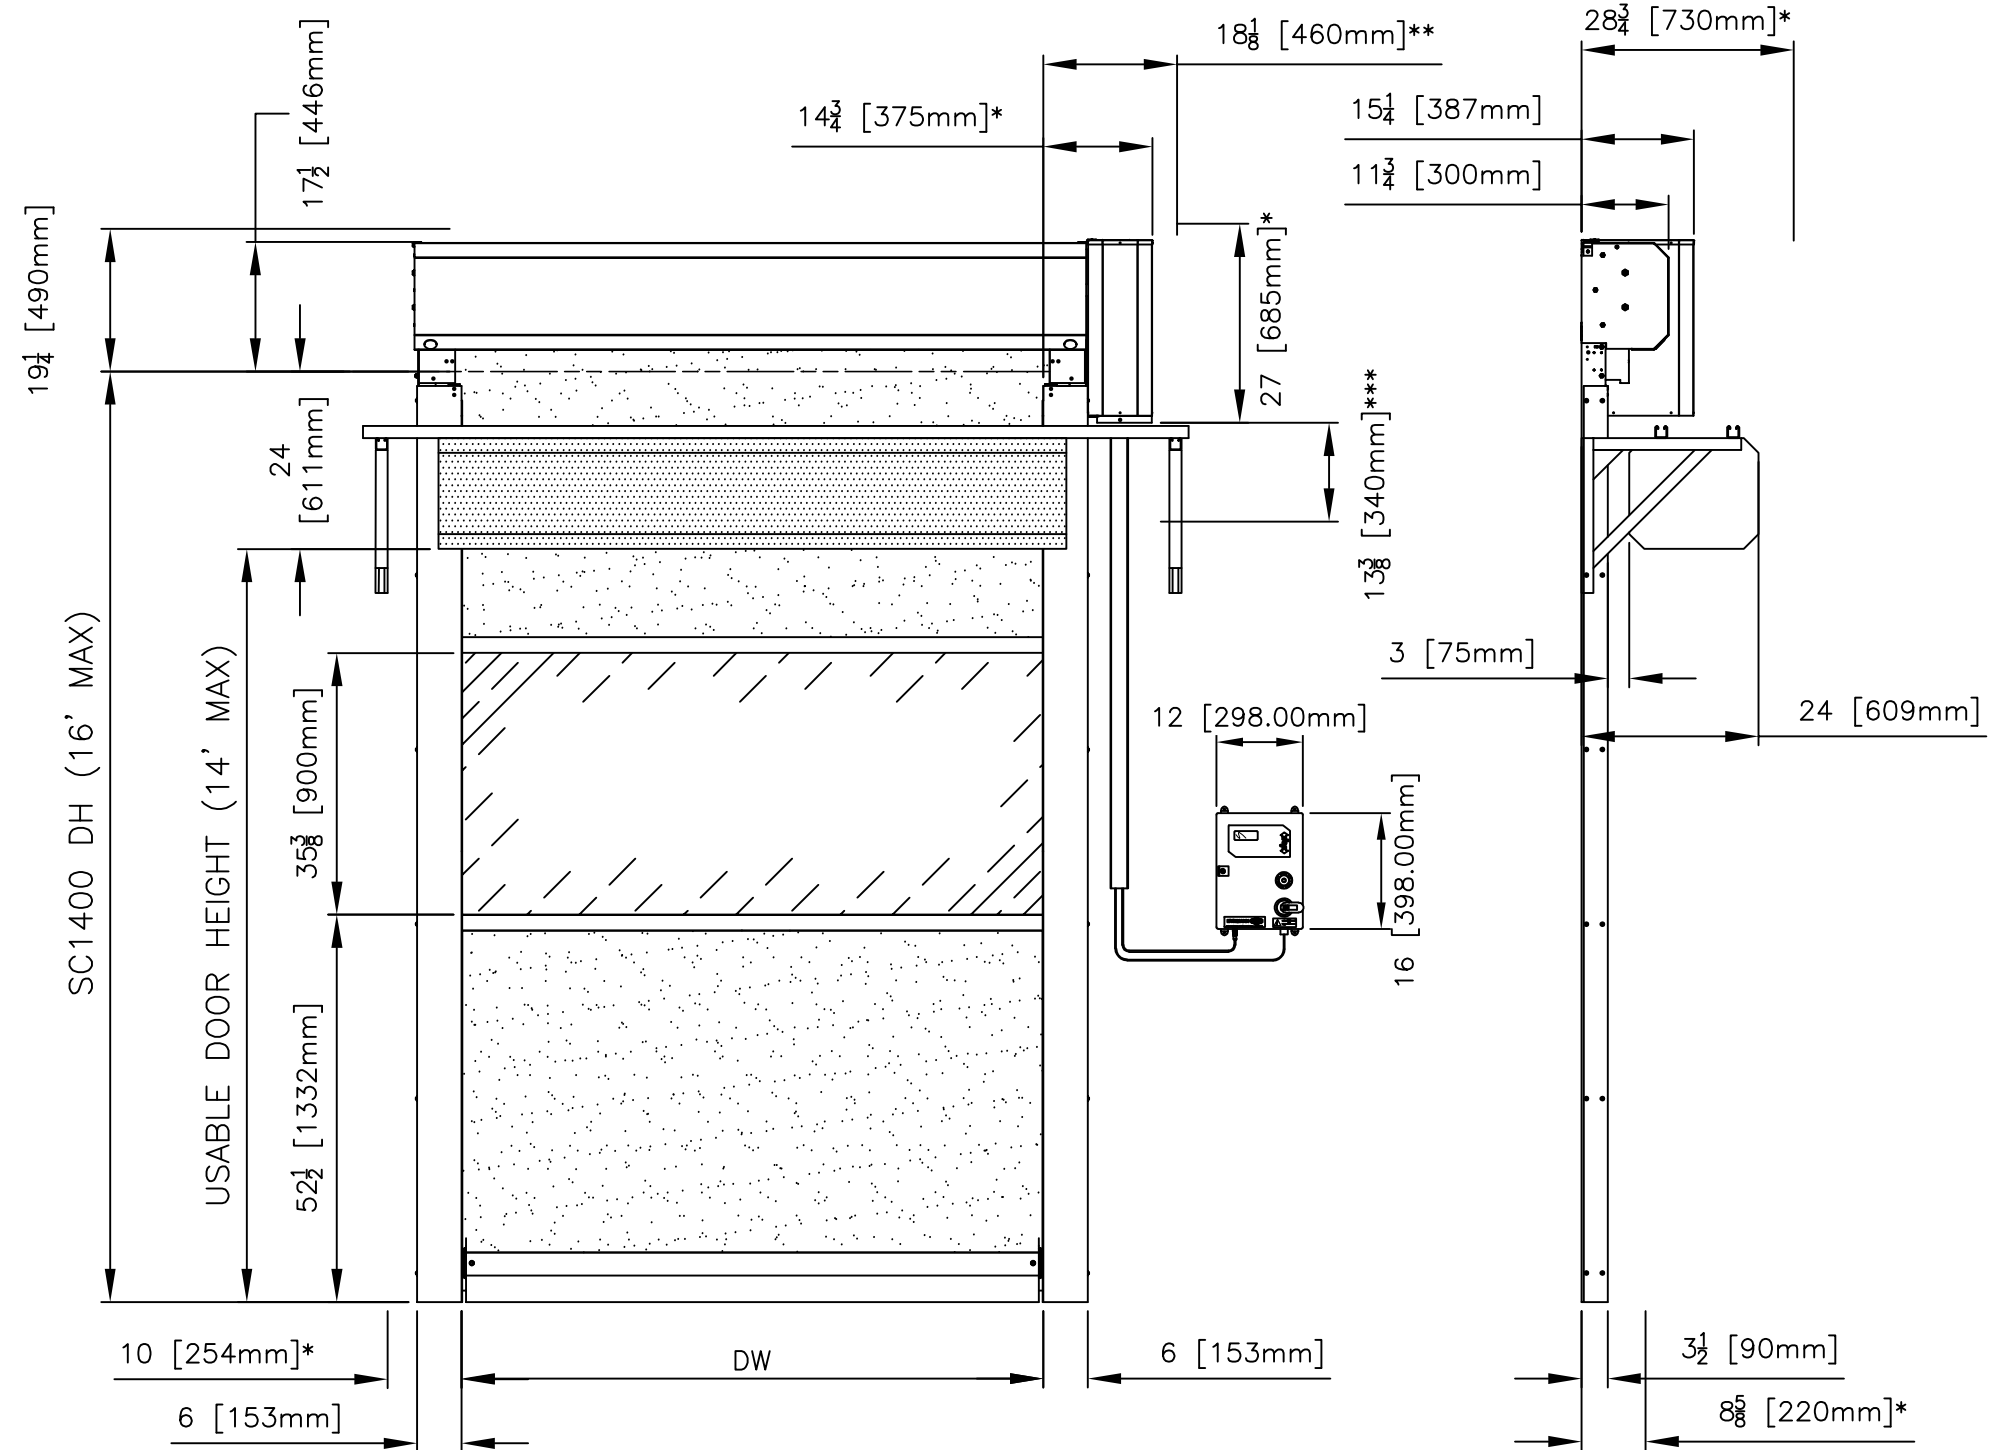 28 3/4 [730mm]*
18 1/8 [460mm]**
15 1/4 [387mm]
14 3/4 [375mm]*
11 3/4 [300mm]
17 1/2 [446mm]
19 1/4 [490mm]
27 [685mm]*
13 3/8 [340mm]***
24
[611mm]
SC1400 DH (16' MAX)
USABLE DOOR HEIGHT (14' MAX)
35 3/8 [900mm]
3 [75mm]
24 [609mm]
12 [298.00mm]
16 [398.00mm]
52 1/2 [1332mm]
10 [254mm]*
DW
6 [153mm]
3 1/2 [90mm]
6 [153mm]
8 5/8 [220mm]*